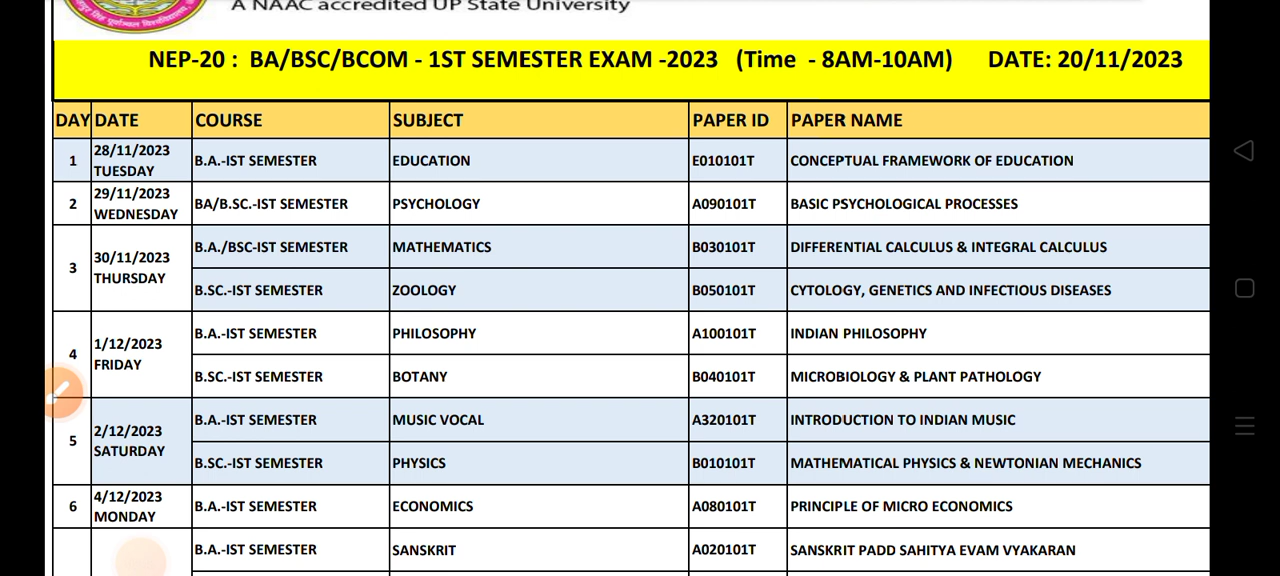 A NAAC accredited UP State University
NEP-20 : BA/BSC/BCOM - 1ST SEMESTER EXAM -2023 (Time - 8AM-10AM) DATE: 20/11/2023
DAY DATE COURSE SUBJECT PAPER ID PAPER NAME
1 28/11/2023 TUESDAY B.A.-IST SEMESTER EDUCATION E010101T CONCEPTUAL FRAMEWORK OF EDUCATION
2 29/11/2023 WEDNESDAY BA/B.SC.-IST SEMESTER PSYCHOLOGY A090101T BASIC PSYCHOLOGICAL PROCESSES
3 30/11/2023 THURSDAY B.A./BSC-IST SEMESTER MATHEMATICS B030101T DIFFERENTIAL CALCULUS & INTEGRAL CALCULUS
B.SC.-IST SEMESTER ZOOLOGY B050101T CYTOLOGY, GENETICS AND INFECTIOUS DISEASES
4 1/12/2023 FRIDAY B.A.-IST SEMESTER PHILOSOPHY A100101T INDIAN PHILOSOPHY
B.SC.-IST SEMESTER BOTANY B040101T MICROBIOLOGY & PLANT PATHOLOGY
5 2/12/2023 SATURDAY B.A.-IST SEMESTER MUSIC VOCAL A320101T INTRODUCTION TO INDIAN MUSIC
B.SC.-IST SEMESTER PHYSICS B010101T MATHEMATICAL PHYSICS & NEWTONIAN MECHANICS
6 4/12/2023 MONDAY B.A.-IST SEMESTER ECONOMICS A080101T PRINCIPLE OF MICRO ECONOMICS
B.A.-IST SEMESTER SANSKRIT A020101T SANSKRIT PADD SAHITYA EVAM VYAKARAN